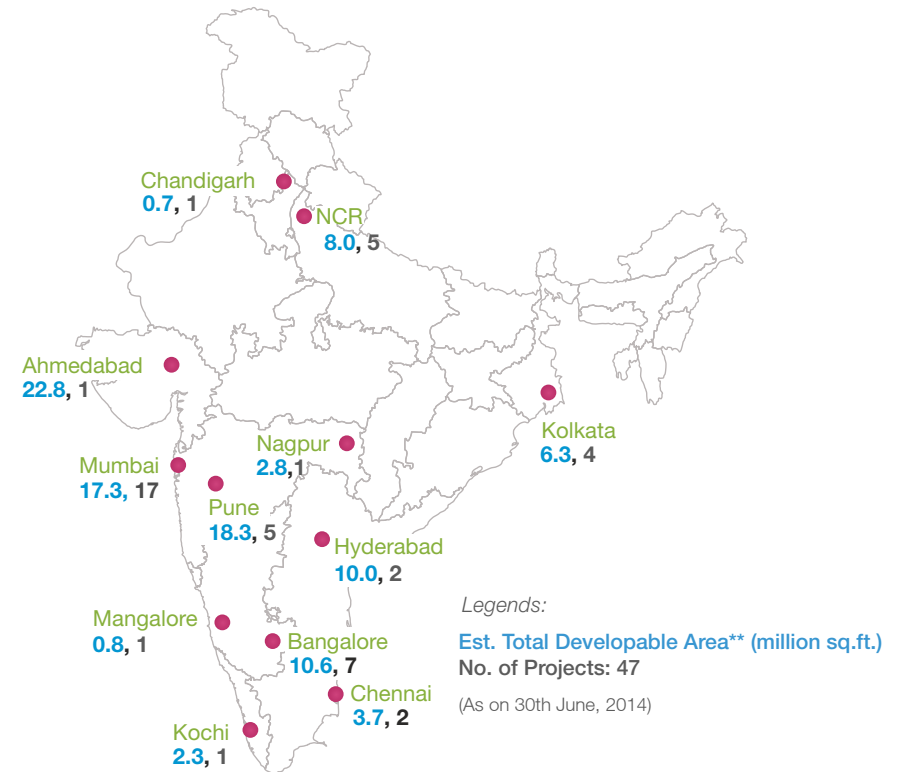 Chandigarh
0.7, 1
NCR
8.0, 5
Ahmedabad
22.8, 1
Kolkata
6.3, 4
Nagpur
2.8,1
Mumbai
17.3, 17
Pune
18.3, 5
Hyderabad
10.0, 2
Mangalore
0.8, 1
Bangalore
10.6, 7
Chennai
3.7, 2
Kochi
2.3, 1
Legends:
Est. Total Developable Area** (million sq.ft.)
No. of Projects: 47
(As on 30th June, 2014)